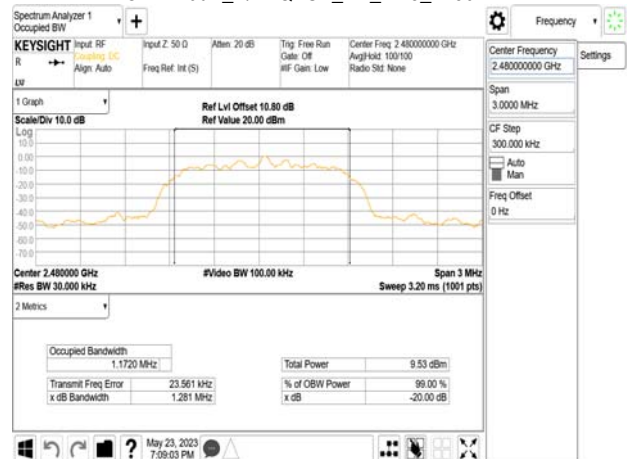 Spectrum Analyzer 1
Occupied BW
Frequency
KEYSIGHT
Input: RF
Coupling: DC
Align: Auto
Input Z: 50 Ω
Freq Ref: Int (S)
Atten: 20 dB
Trig: Free Run
Gate: Off
#IF Gain: Low
Center Freq: 2.480000000 GHz
Avg|Hold: 100/100
Radio Std: None
R
Center Frequency
2.480000000 GHz
Settings
Span
3.0000 MHz
CF Step
300.000 kHz
Auto
Man
Freq Offset
0 Hz
1 Graph
Scale/Div 10.0 dB
Ref Lvl Offset 10.80 dB
Ref Value 20.00 dBm
Log
10.0
0.00
-10.0
-20.0
-30.0
-40.0
-50.0
-60.0
-70.0
Center 2.480000 GHz
#Video BW 100.00 kHz
Span 3 MHz
#Res BW 30.000 kHz
Sweep 3.20 ms (1001 pts)
2 Metrics
Occupied Bandwidth
1.1720 MHz
Total Power
9.53 dBm
Transmit Freq Error
23.561 kHz
% of OBW Power
99.00 %
x dB Bandwidth
1.281 MHz
x dB
-20.00 dB
May 23, 2023
7:09:03 PM